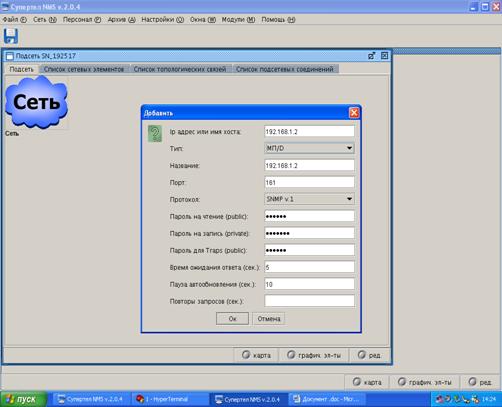 Супертел NMS v.2.0.4
Файл (F) Сеть (N) Персонал (P) Архив (A) Настройки (O) Окна (W) Модули (M) Помощь (H)
Подсеть SN_192517
Подсеть Список сетевых элементов Список топологических связей Список подсетевых соединений
Сеть
Сеть
Добавить
Ip адрес или имя хоста: 192.168.1.2
Тип: МП/D
Название: 192.168.1.2
Порт: 161
Протокол: SNMP v.1
Пароль на чтение (public): ••••••
Пароль на запись (private): •••••••
Пароль для Traps (public): ••••••
Время ожидания ответа (сек.): 5
Пауза автообновления (сек.): 10
Повторы запросов (сек.):
Ок Отмена
карта графич. эл-ты ред.
карта графич. эл-ты ред.
пуск Супертел NMS v.2.0.4 1 - HyperTerminal Супертел NMS v.2.0.4 Документ .doc - Micr... 14:24